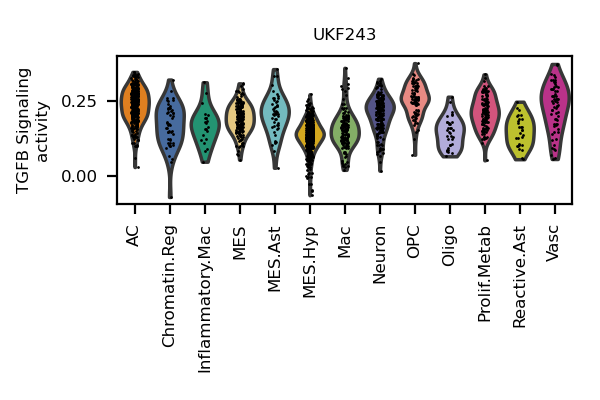 UKF243
TGFB Signaling
activity
0.25
0.00
AC
Chromatin.Reg
Inflammatory.Mac
MES
MES.Ast
MES.Hyp
Mac
Neuron
OPC
Oligo
Prolif.Metab
Reactive.Ast
Vasc